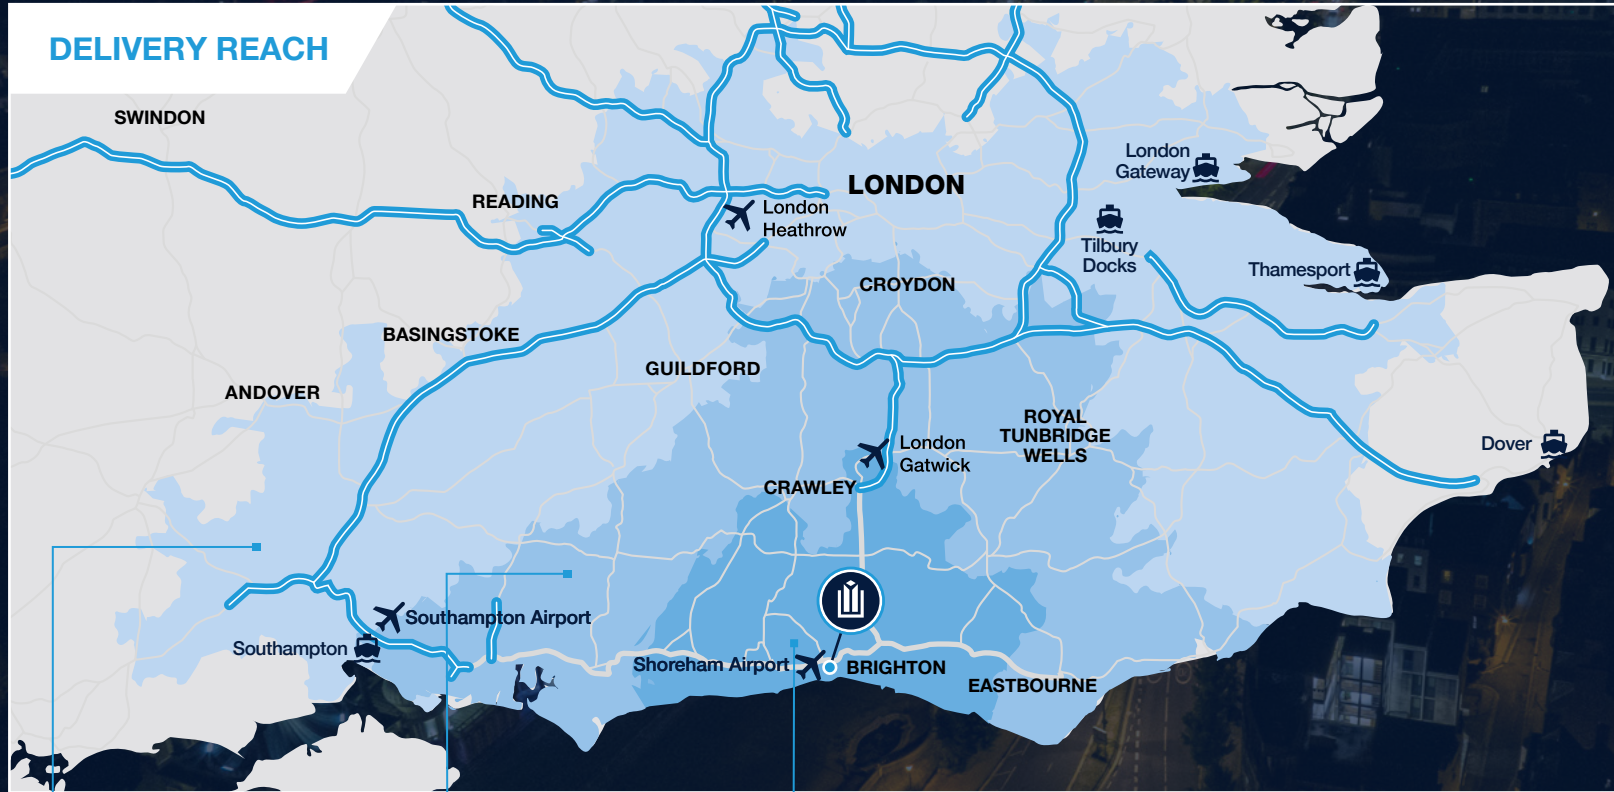 DELIVERY REACH
SWINDON
London
Gateway
LONDON
READING
London
Heathrow
Tilbury
Docks
Thamesport
CROYDON
BASINGSTOKE
GUILDFORD
ANDOVER
ROYAL
TUNBRIDGE
WELLS
London
Gatwick
Dover
CRAWLEY
Southampton Airport
Southampton
Shoreham Airport
BRIGHTON
EASTBOURNE